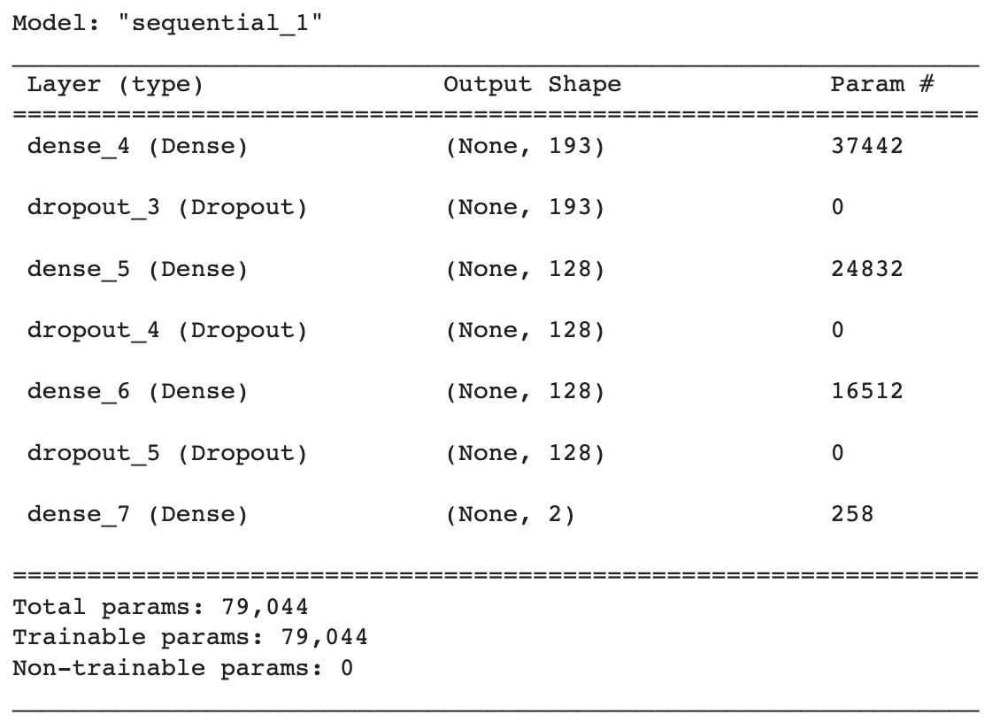 Model: "sequential_1"
Layer (type) Output Shape Param #
dense_4 (Dense) (None, 193) 37442
dropout_3 (Dropout) (None, 193) 0
dense_5 (Dense) (None, 128) 24832
dropout_4 (Dropout) (None, 128) 0
dense_6 (Dense) (None, 128) 16512
dropout_5 (Dropout) (None, 128) 0
dense_7 (Dense) (None, 2) 258
Total params: 79,044
Trainable params: 79,044
Non-trainable params: 0